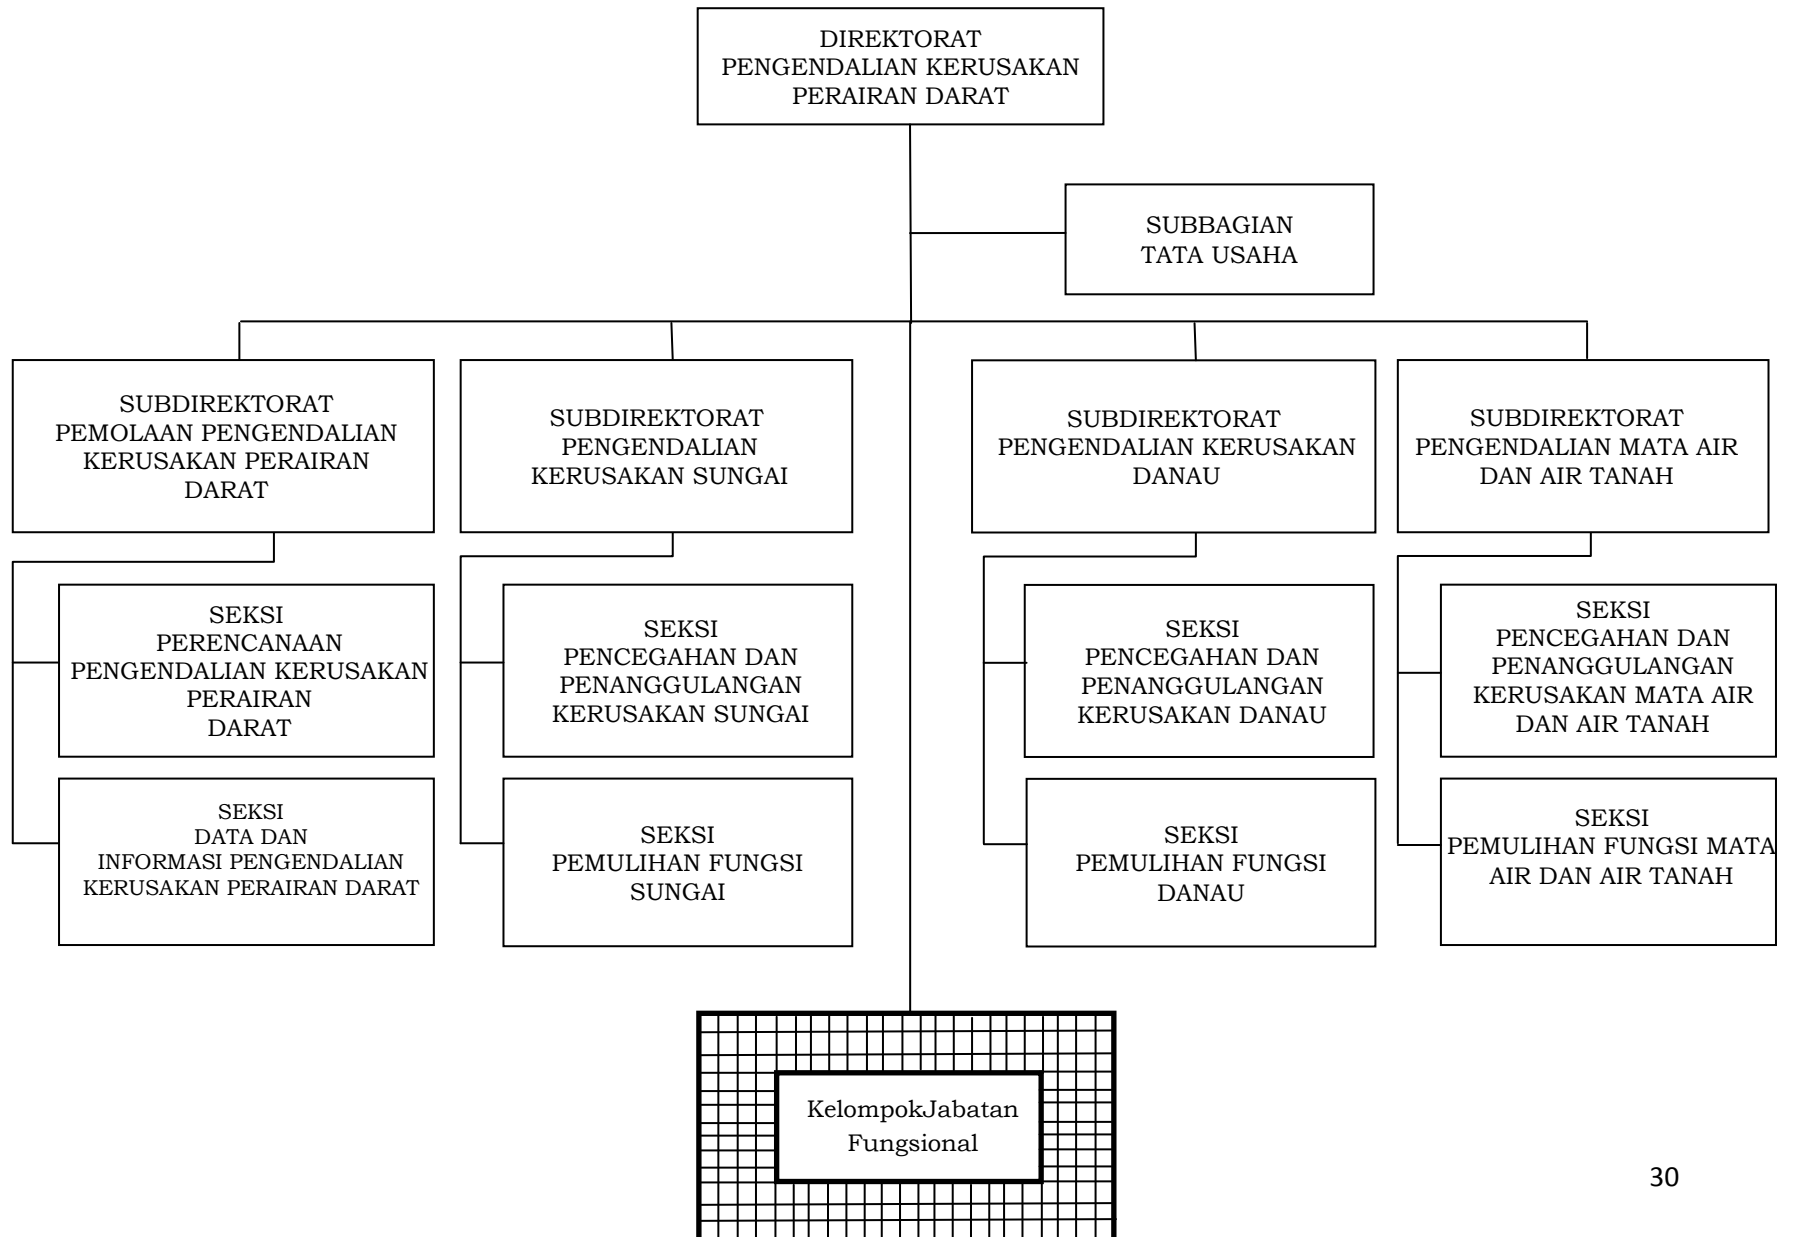 DIREKTORAT
PENGENDALIAN KERUSAKAN
PERAIRAN DARAT
SUBBAGIAN
TATA USAHA
SUBDIREKTORAT
PEMOLAAN PENGENDALIAN
KERUSAKAN PERAIRAN
DARAT
SUBDIREKTORAT
PENGENDALIAN
KERUSAKAN SUNGAI
SUBDIREKTORAT
PENGENDALIAN KERUSAKAN
DANAU
SUBDIREKTORAT
PENGENDALIAN MATA AIR
DAN AIR TANAH
SEKSI
PERENCANAAN
PENGENDALIAN KERUSAKAN
PERAIRAN
DARAT
SEKSI
PENCEGAHAN DAN
PENANGGULANGAN
KERUSAKAN SUNGAI
SEKSI
PENCEGAHAN DAN
PENANGGULANGAN
KERUSAKAN DANAU
SEKSI
PENCEGAHAN DAN
PENANGGULANGAN
KERUSAKAN MATA AIR
DAN AIR TANAH
SEKSI
DATA DAN
INFORMASI PENGENDALIAN
KERUSAKAN PERAIRAN DARAT
SEKSI
PEMULIHAN FUNGSI
SUNGAI
SEKSI
PEMULIHAN FUNGSI
DANAU
SEKSI
PEMULIHAN FUNGSI MATA
AIR DAN AIR TANAH
KelompokJabatan
Fungsional
30